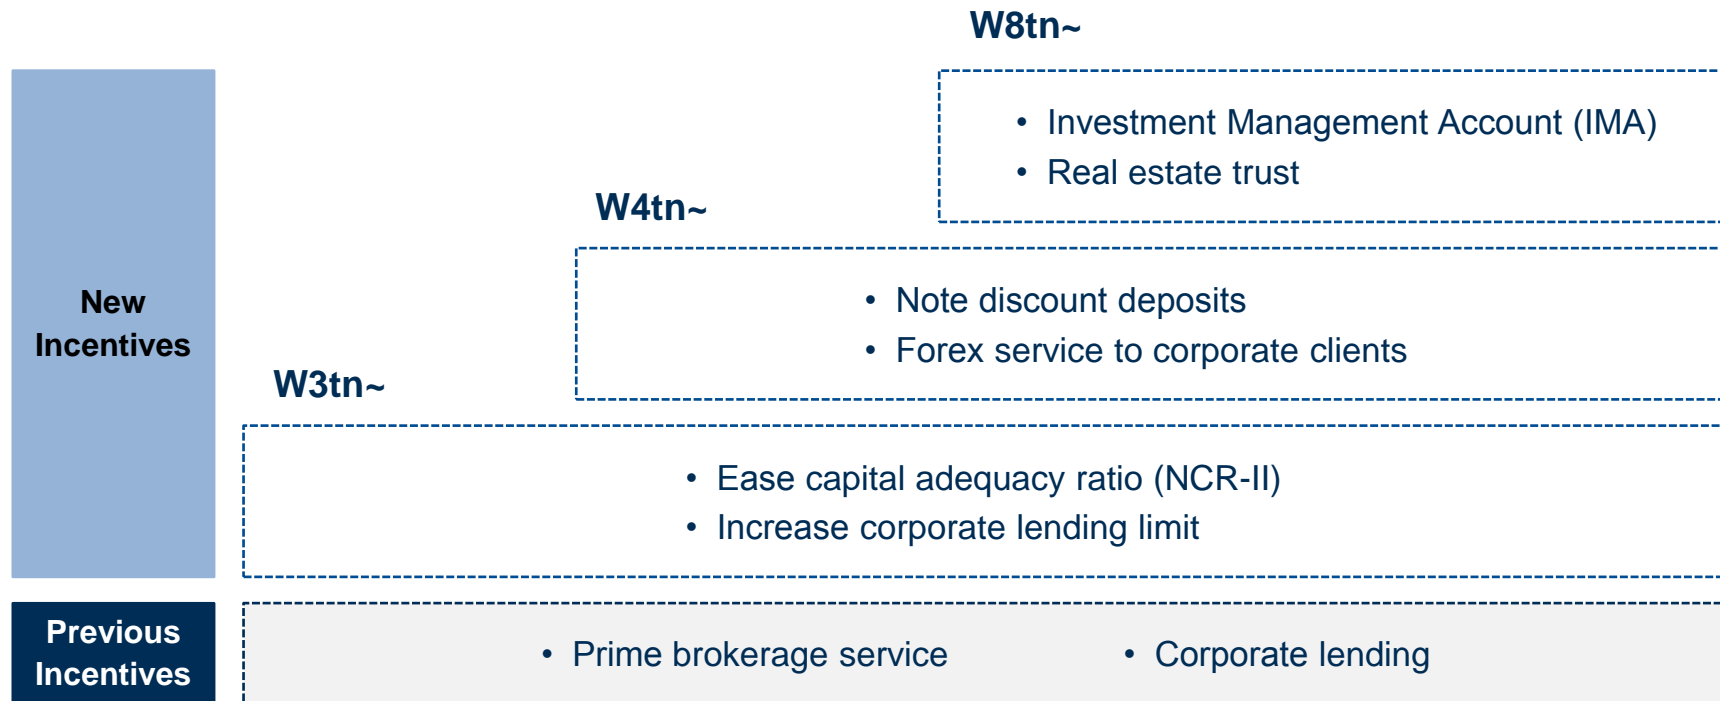 W8tn~
• Investment Management Account (IMA)
• Real estate trust
W4tn~
• Note discount deposits
• Forex service to corporate clients
New
Incentives
W3tn~
• Ease capital adequacy ratio (NCR-II)
• Increase corporate lending limit
Previous
Incentives
• Prime brokerage service
• Corporate lending